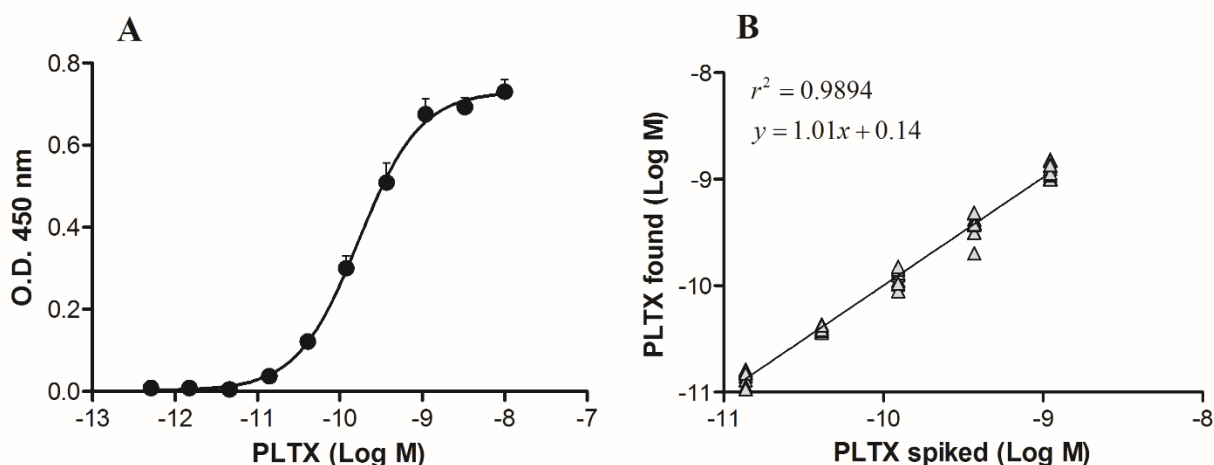 A
O.D. 450 nm
0.8
0.6
0.4
0.2
0.0
-13 -12 -11 -10 -9 -8 -7
PLTX (Log M)
B
r² = 0.9894
y = 1.01x + 0.14
PLTX found (Log M)
-8
-9
-10
-11
-11 -10 -9 -8
PLTX spiked (Log M)